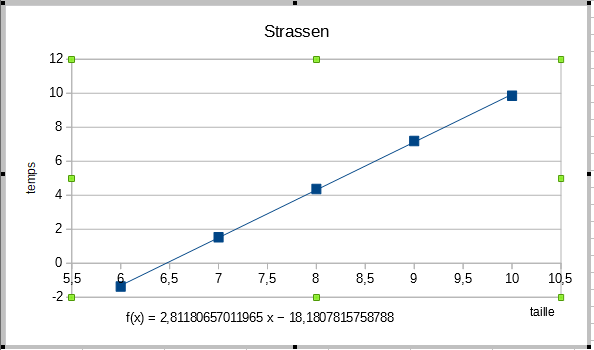 Strassen
12
10
8
6
4
2
0
-2
temps
5,5 6 6,5 7 7,5 8 8,5 9 9,5 10 10,5
taille
f(x) = 2,81180657011965 x − 18,1807815758788